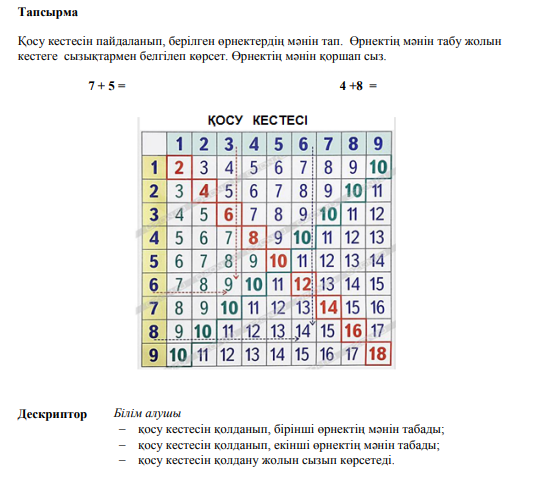 Тапсырма
Қосу кестесін пайдаланып, берілген өрнектердің мәнін тап. Өрнектің мәнін табу жолын
кестеге сызықтармен белгілеп көрсет. Өрнектің мәнін қоршап сыз.
7 + 5 = 4 +8 =
ҚОСУ КЕСТЕСІ
1 2 3 4 5 6 7 8 9
1 2 3 4 5 6 7 8 9 10
2 3 4 5 6 7 8 9 10 11
3 4 5 6 7 8 9 10 11 12
4 5 6 7 8 9 10 11 12 13
5 6 7 8 9 10 11 12 13 14
6 7 8 9 10 11 12 13 14 15
7 8 9 10 11 12 13 14 15 16
8 9 10 11 12 13 14 15 16 17
9 10 11 12 13 14 15 16 17 18
Дескриптор Білім алушы
– қосу кестесін қолданып, бірінші өрнектің мәнін табады;
– қосу кестесін қолданып, екінші өрнектің мәнін табады;
– қосу кестесін қолдану жолын сызып көрсетеді.